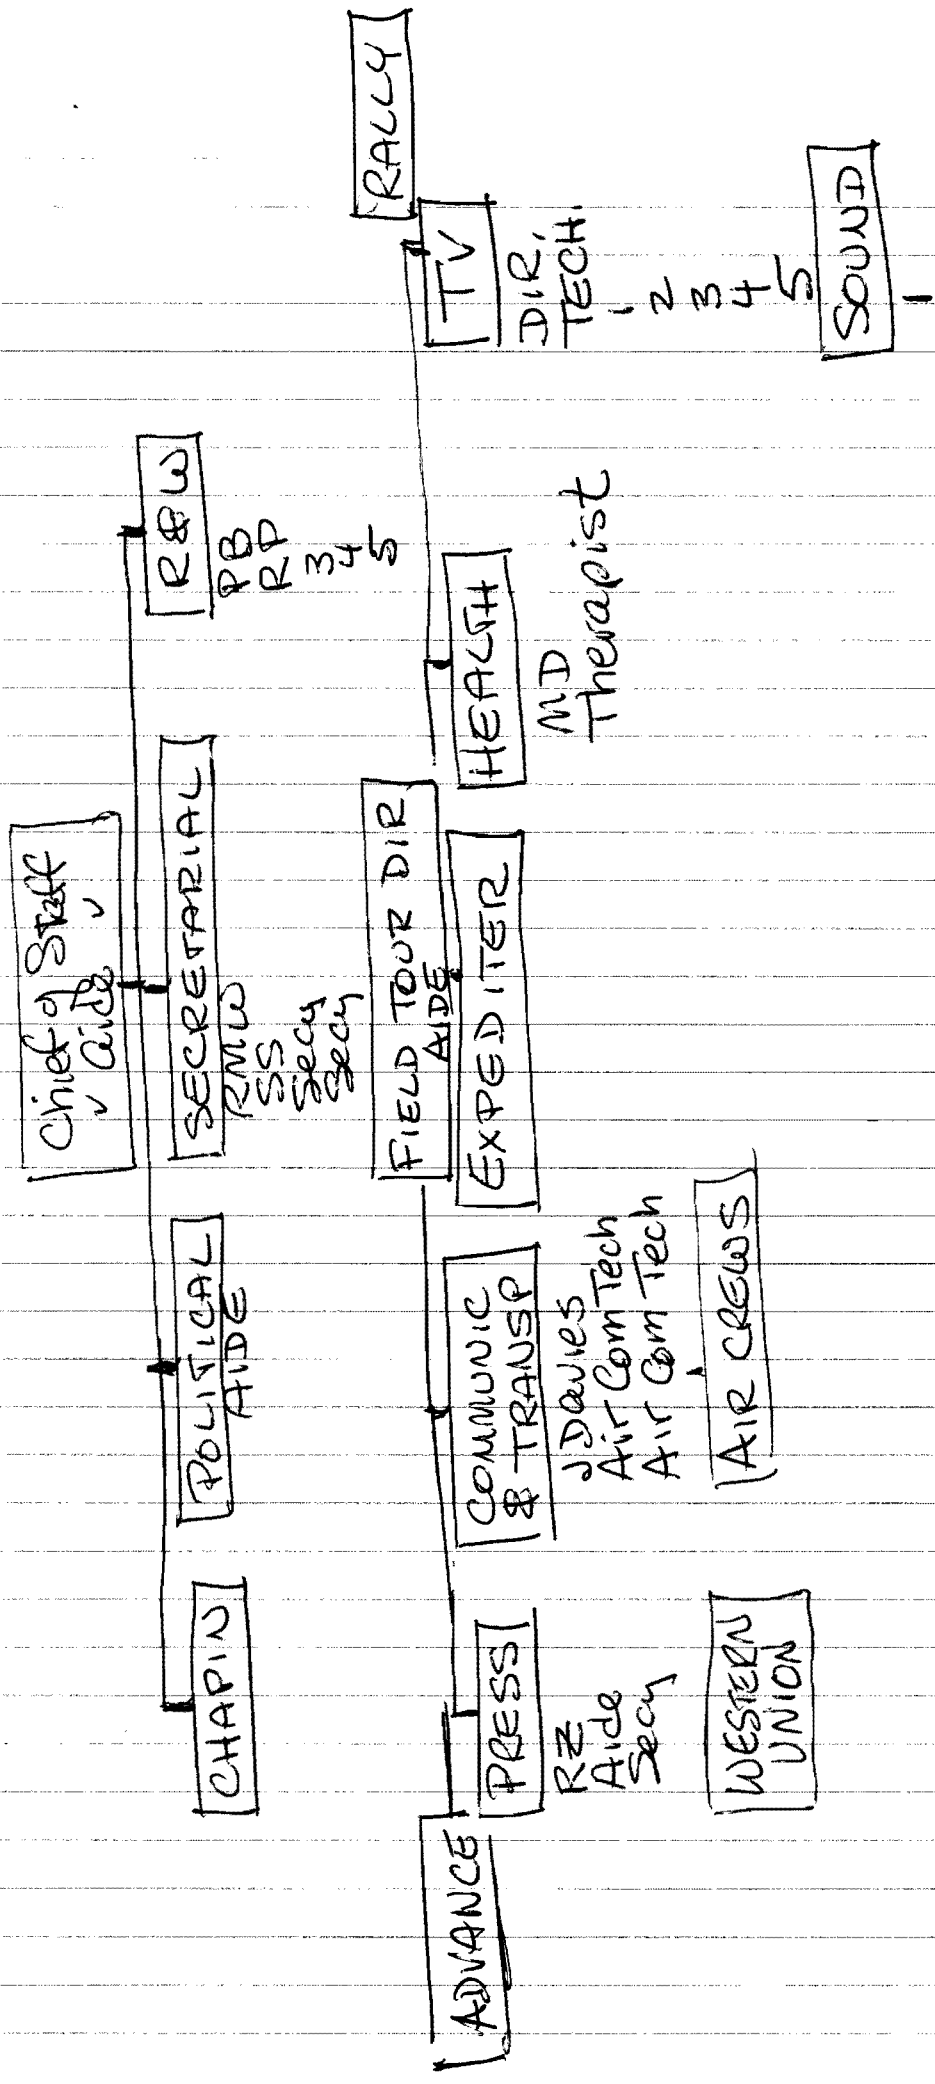 Chief of Staff
✓ aide ✓
CHAPIN
POLITICAL
AIDE
SECRETARIAL
RMW
SS
Secy
Secy
R&W
PB
RP
3
4
5
FIELD TOUR DIR
AIDE
RALLY
ADVANCE
PRESS
RZ
Aide
Secy
WESTERN
UNION
COMMUNIC
& TRANSP
J Davies
Air Com Tech
Air Com Tech
AIR CREWS
EXPEDITER
HEALTH
MD
Therapist
TV
DIR.
TECH.
1
2
3
4
5
SOUND
1